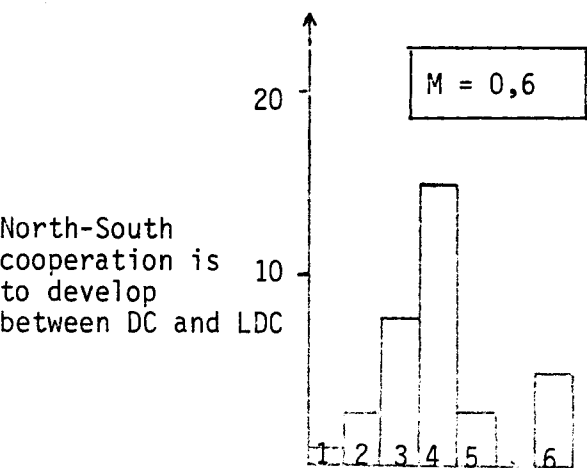 20
M = 0,6
North-South
cooperation is
to develop
between DC and LDC
10
1 2 3 4 5 6